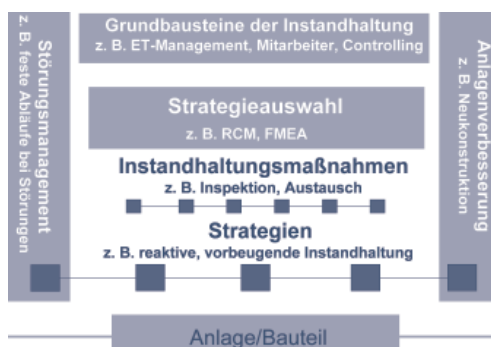 Störungsmanagement
z. B. feste Abläufe bei Störungen
Grundbausteine der Instandhaltung
z. B. ET-Management, Mitarbeiter, Controlling
Strategieauswahl
z. B. RCM, FMEA
Instandhaltungsmaßnahmen
z. B. Inspektion, Austausch
Strategien
z. B. reaktive, vorbeugende Instandhaltung
Anlagenverbesserung
z. B. Neukonstruktion
Anlage/Bauteil